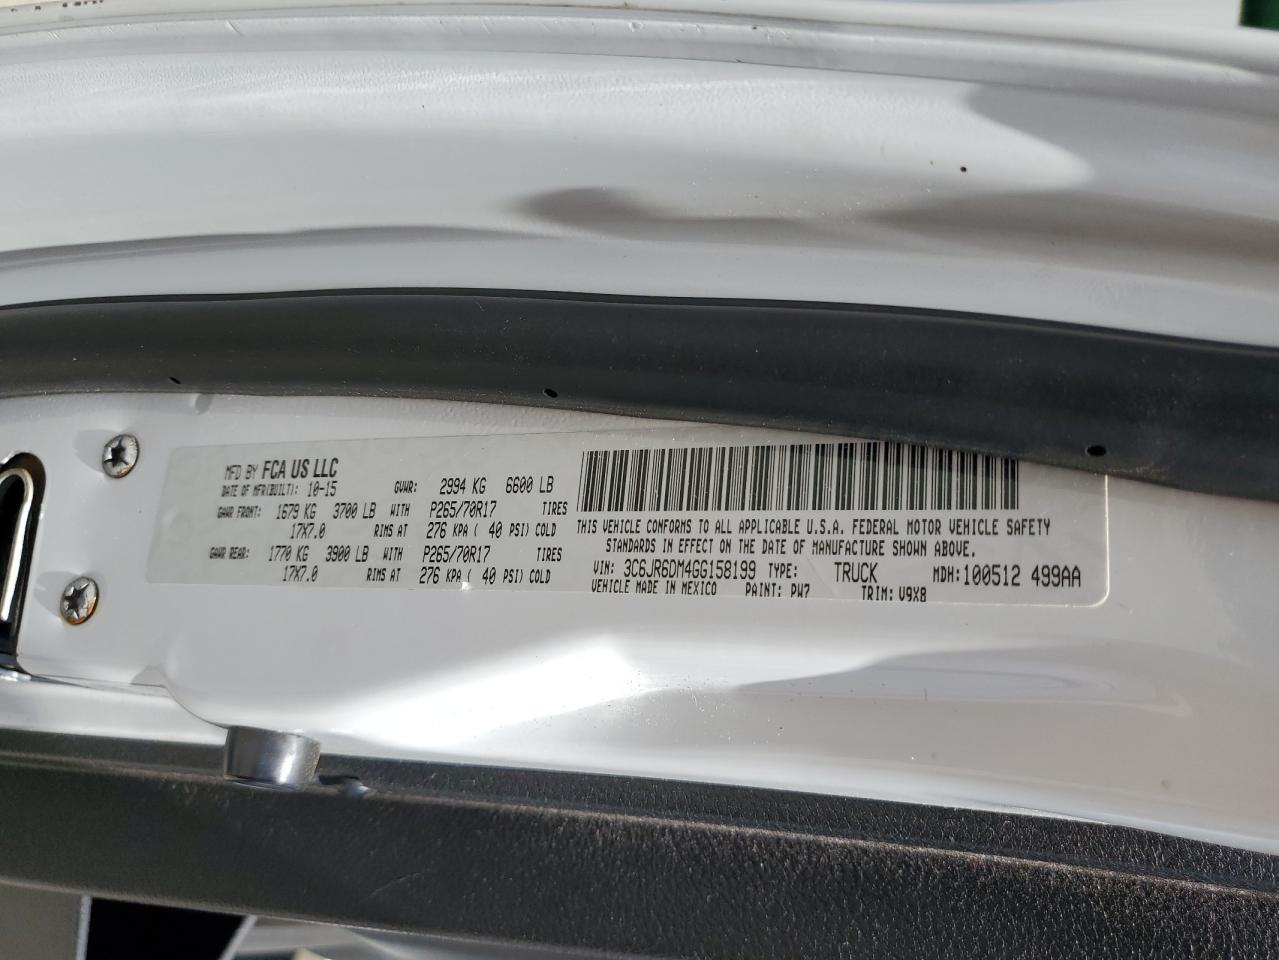 MFD BY FCA US LLC
DATE OF MFR(BUILT): 10-15 GVWR: 2994 KG 6600 LB
GAWR FRONT: 1679 KG 3700 LB WITH P265/70R17 TIRES
17X7.0 RIMS AT 276 KPA ( 40 PSI) COLD
GAWR REAR: 1770 KG 3900 LB WITH P265/70R17 TIRES
17X7.0 RIMS AT 276 KPA ( 40 PSI) COLD
THIS VEHICLE CONFORMS TO ALL APPLICABLE U.S.A. FEDERAL MOTOR VEHICLE SAFETY
STANDARDS IN EFFECT ON THE DATE OF MANUFACTURE SHOWN ABOVE.
VIN: 3C6JR6DM4GG158199 TYPE: TRUCK MDH:100512 499AA
VEHICLE MADE IN MEXICO PAINT: PW7 TRIM: V9X8